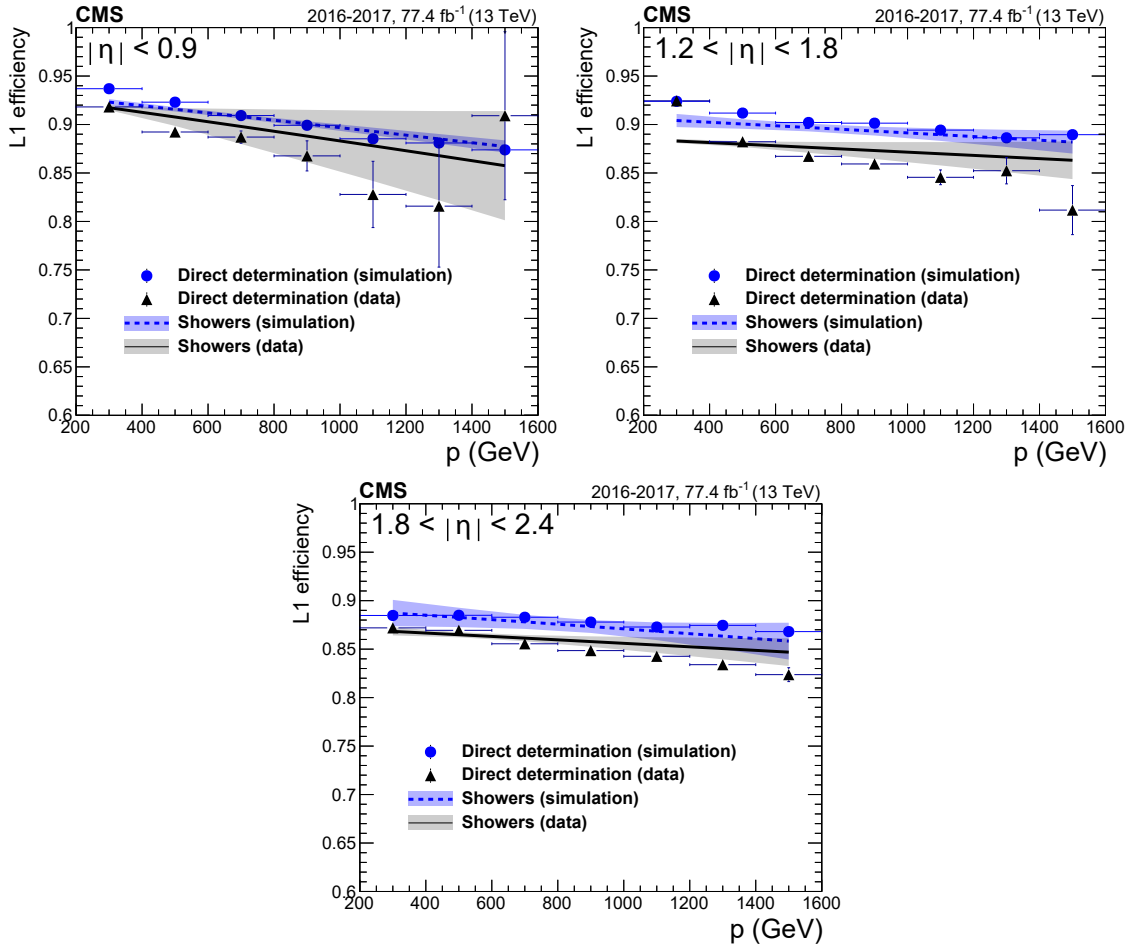 CMS 2016-2017, 77.4 fb⁻¹ (13 TeV)
|η| < 0.9
L1 efficiency
1
0.95
0.9
0.85
0.8
0.75
0.7
0.65
0.6
Direct determination (simulation)
Direct determination (data)
Showers (simulation)
Showers (data)
200 400 600 800 1000 1200 1400 1600
p (GeV)
CMS 2016-2017, 77.4 fb⁻¹ (13 TeV)
1.2 < |η| < 1.8
L1 efficiency
1
0.95
0.9
0.85
0.8
0.75
0.7
0.65
0.6
Direct determination (simulation)
Direct determination (data)
Showers (simulation)
Showers (data)
200 400 600 800 1000 1200 1400 1600
p (GeV)
CMS 2016-2017, 77.4 fb⁻¹ (13 TeV)
1.8 < |η| < 2.4
L1 efficiency
1
0.95
0.9
0.85
0.8
0.75
0.7
0.65
0.6
Direct determination (simulation)
Direct determination (data)
Showers (simulation)
Showers (data)
200 400 600 800 1000 1200 1400 1600
p (GeV)